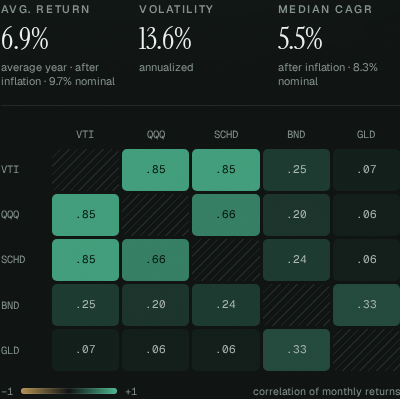 AVG. RETURN VOLATILITY MEDIAN CAGR
6.9% 13.6% 5.5%
average year · after annualized after inflation · 8.3%
inflation · 9.7% nominal nominal
VTI QQQ SCHD BND GLD
VTI .85 .85 .25 .07
QQQ .85 .66 .20 .06
SCHD .85 .66 .24 .06
BND .25 .20 .24 .33
GLD .07 .06 .06 .33
−1 +1 correlation of monthly returns